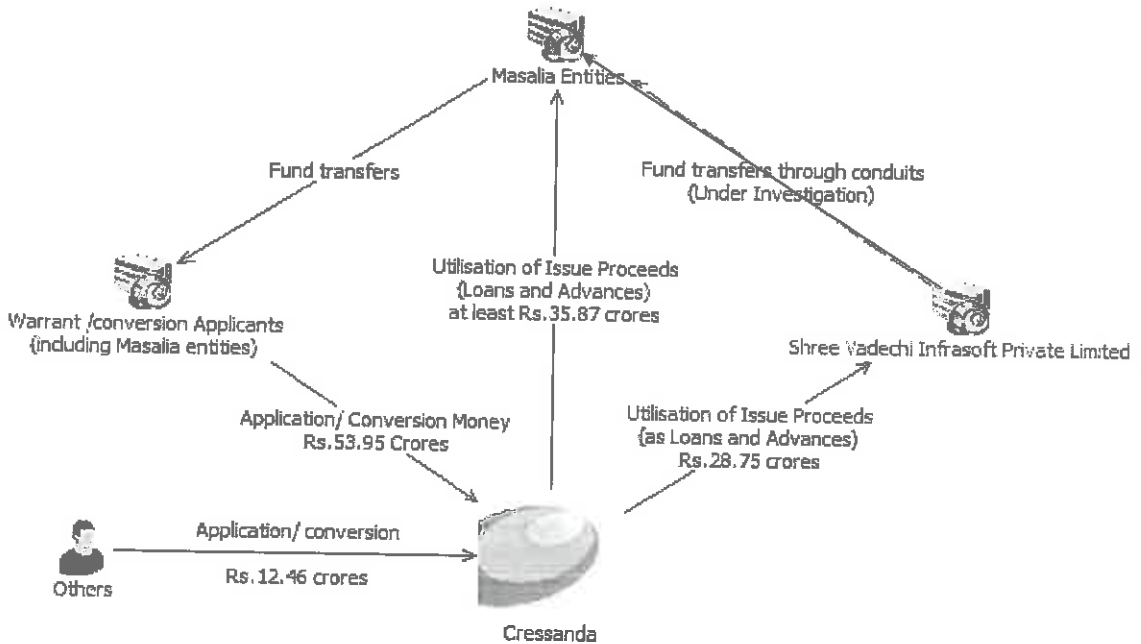 Masalia Entities
Fund transfers
Fund transfers through conduits
(Under Investigation)
Utilisation of Issue Proceeds
(Loans and Advances)
at least Rs.35.87 crores
Warrant /conversion Applicants
(including Masalia entities)
Shree Vadechi Infrasoft Private Limited
Application/ Conversion Money
Rs.53.95 Crores
Utilisation of Issue Proceeds
(as Loans and Advances)
Rs.28.75 crores
Application/ conversion
Rs.12.46 crores
Others
Cressanda